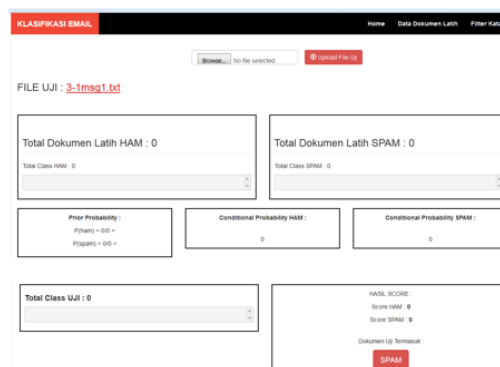 KLASIFIKASI EMAIL
Home Data Dokumen Latih Filter Kata
Browse... No file selected. Upload File Uji
FILE UJI : 3-1msg1.txt
Total Dokumen Latih HAM : 0
Total Class HAM : 0
Total Dokumen Latih SPAM : 0
Total Class SPAM : 0
Prior Probability :
P(ham) = 0/0 =
P(spam) = 0/0 =
Conditional Probability HAM :
0
Conditional Probability SPAM :
0
Total Class UJI : 0
HASIL SCORE :
Score HAM : 0
Score SPAM : 0
Dokumen Uji Termasuk :
SPAM